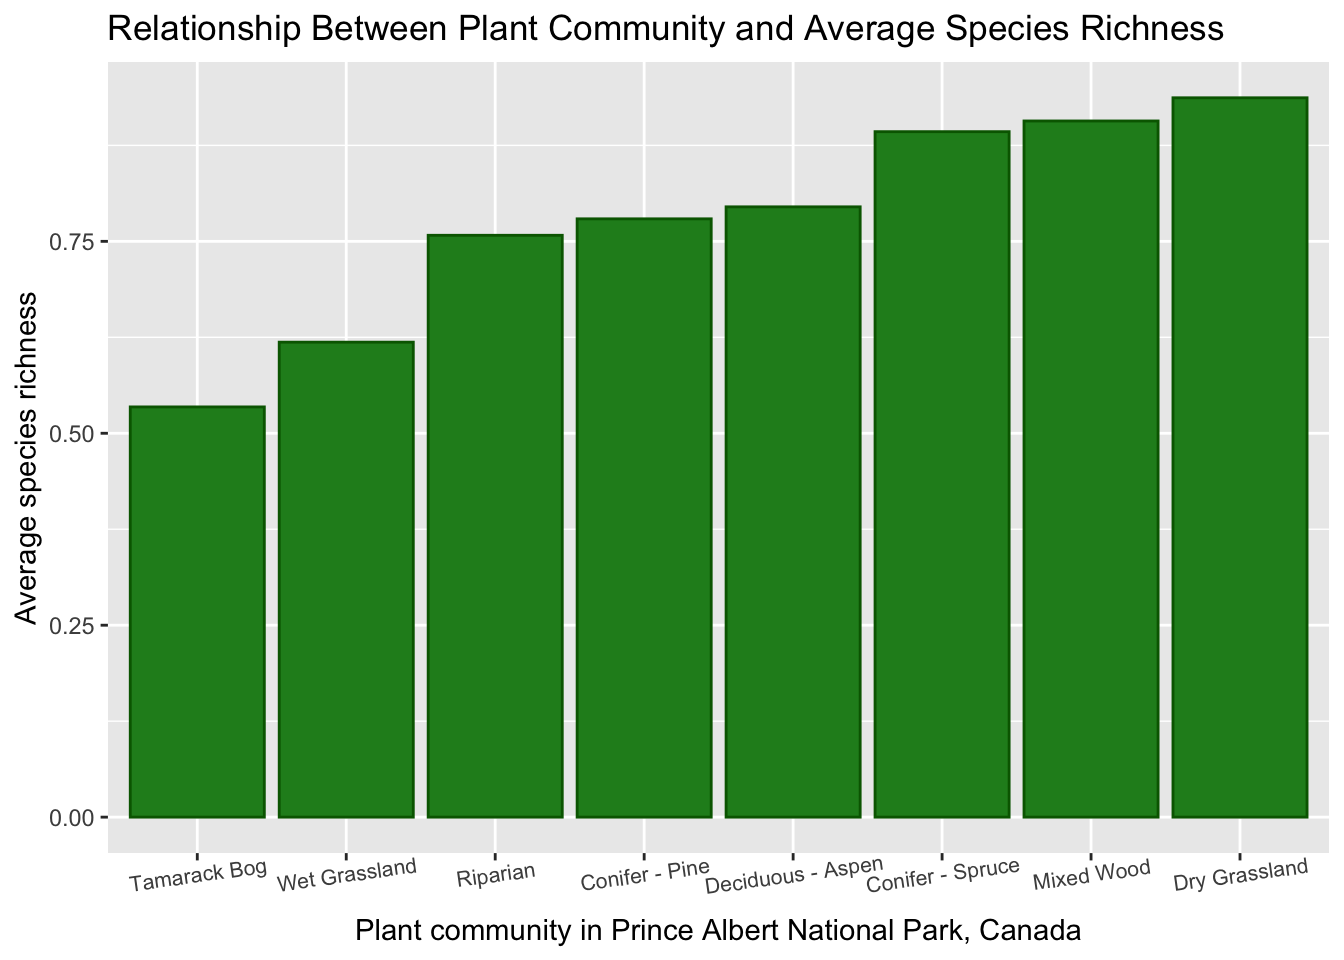 Relationship Between Plant Community and Average Species Richness
Average species richness
0.75
0.50
0.25
0.00
Tamarack Bog
Wet Grassland
Riparian
Conifer - Pine
Deciduous - Aspen
Conifer - Spruce
Mixed Wood
Dry Grassland
Plant community in Prince Albert National Park, Canada